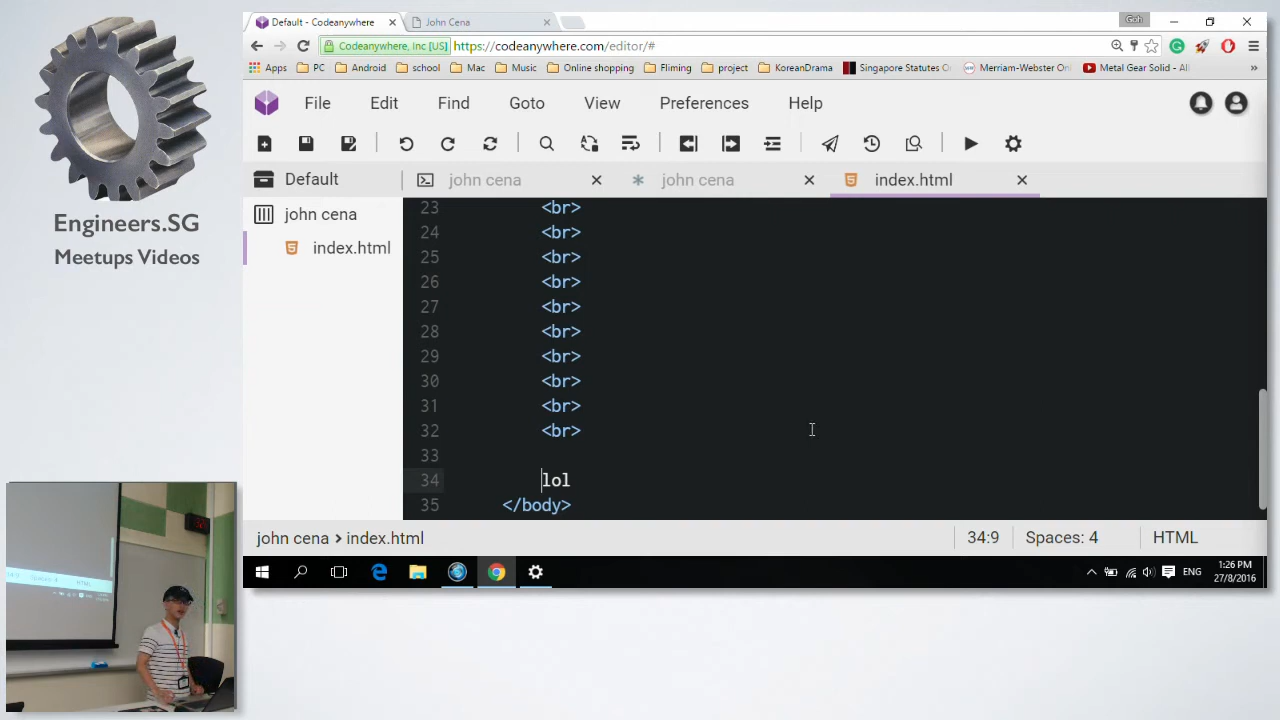 Engineers.SG
Meetups Videos
Default - Codeanywhere
John Cena
Goh
Codeanywhere, Inc [US]
https://codeanywhere.com/editor/#
Apps
PC
Android
school
Mac
Music
Online shopping
Fliming
project
KoreanDrama
Singapore Statutes O
Merriam-Webster On
Metal Gear Solid - Al
»
File
Edit
Find
Goto
View
Preferences
Help
Default
john cena
john cena
index.html
john cena
index.html
23 <br>
24 <br>
25 <br>
26 <br>
27 <br>
28 <br>
29 <br>
30 <br>
31 <br>
32 <br>
33
34 lol
35 </body>
john cena > index.html
34:9
Spaces: 4
HTML
ENG
1:26 PM
27/8/2016